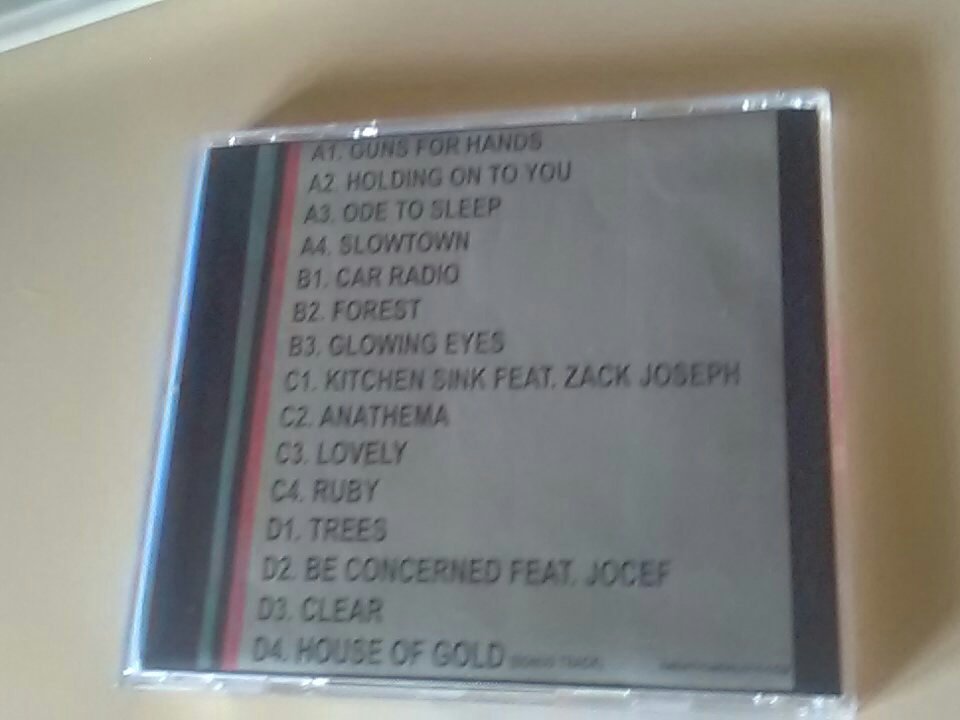 A1. GUNS FOR HANDS
A2. HOLDING ON TO YOU
A3. ODE TO SLEEP
A4. SLOWTOWN
B1. CAR RADIO
B2. FOREST
B3. GLOWING EYES
C1. KITCHEN SINK FEAT. ZACK JOSEPH
C2. ANATHEMA
C3. LOVELY
C4. RUBY
D1. TREES
D2. BE CONCERNED FEAT. JOCEF
D3. CLEAR
D4. HOUSE OF GOLD (BONUS TRACK)